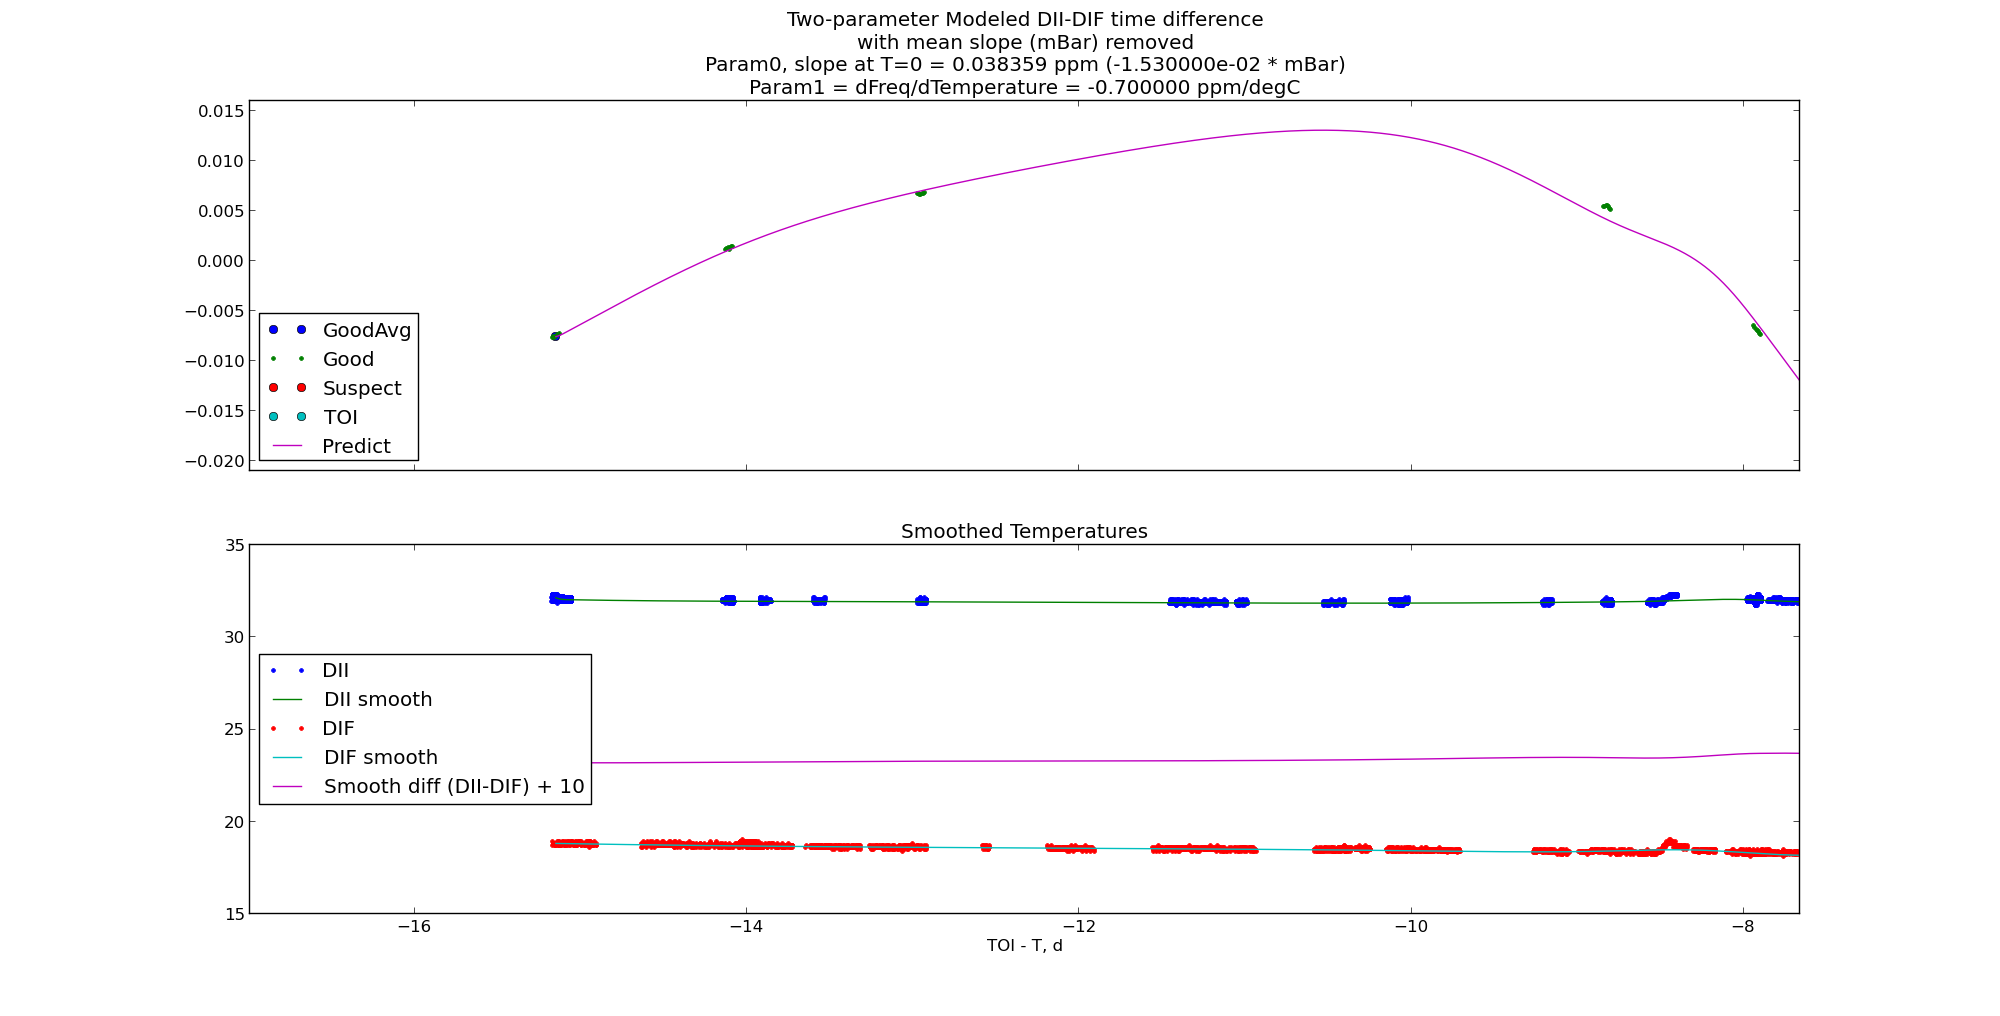 Two-parameter Modeled DII-DIF time difference
with mean slope (mBar) removed
Param0, slope at T=0 = 0.038359 ppm (-1.530000e-02 * mBar)
Param1 = dFreq/dTemperature = -0.700000 ppm/degC
0.015
0.010
0.005
0.000
−0.005
−0.010
−0.015
−0.020
GoodAvg
Good
Suspect
TOI
Predict
Smoothed Temperatures
35
30
25
20
15
DII
DII smooth
DIF
DIF smooth
Smooth diff (DII-DIF) + 10
−16 −14 −12 −10 −8
TOI - T, d